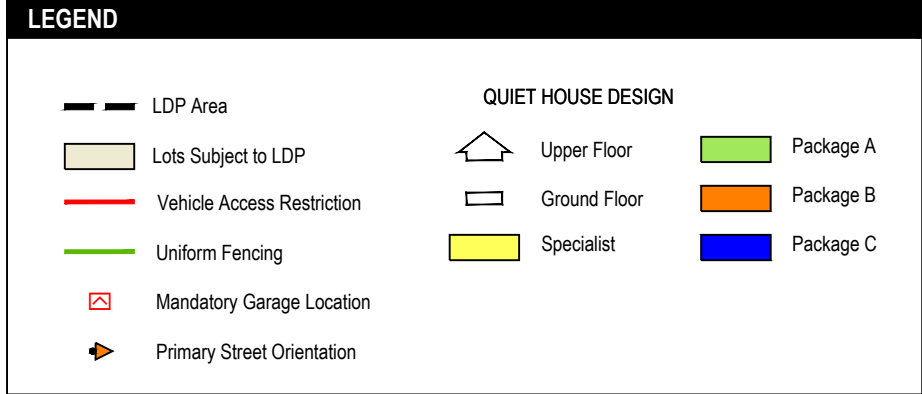 LEGEND
LDP Area
Lots Subject to LDP
Vehicle Access Restriction
Uniform Fencing
Mandatory Garage Location
Primary Street Orientation
QUIET HOUSE DESIGN
Upper Floor
Ground Floor
Specialist
Package A
Package B
Package C